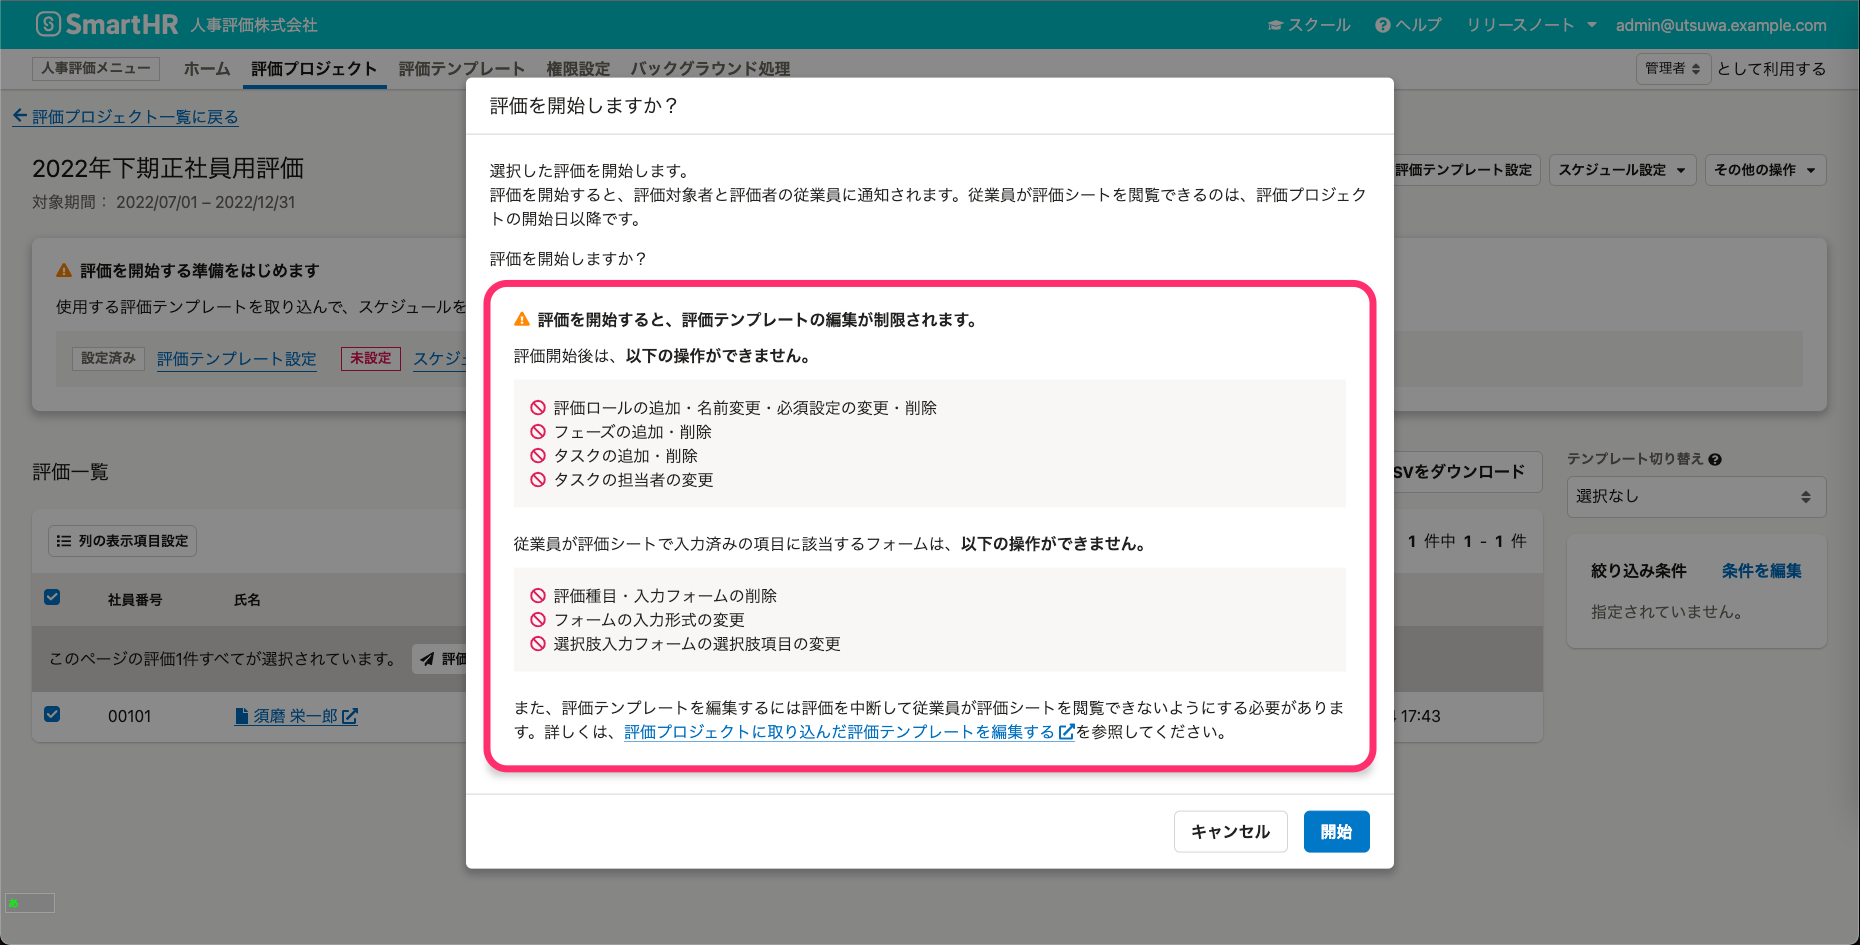 SmartHR 人事評価株式会社 スクール ヘルプ リリースノート admin@utsuwa.example.com
人事評価メニュー ホーム 評価プロジェクト 評価テンプレート 権限設定 バックグラウンド処理 管理者 として利用する
評価プロジェクト一覧に戻る
2022年下期正社員用評価
対象期間： 2022/07/01 – 2022/12/31
評価テンプレート設定 スケジュール設定 その他の操作
評価を開始する準備をはじめます
使用する評価テンプレートを取り込んで、スケジュールを
設定済み 評価テンプレート設定 未設定 スケジュ
評価一覧
SVをダウンロード
テンプレート切り替え
選択なし
列の表示項目設定
1 件中 1 - 1 件
絞り込み条件 条件を編集
指定されていません。
社員番号 氏名
このページの評価1件すべてが選択されています。 評価
00101 須磨 栄一郎
17:43
評価を開始しますか？
選択した評価を開始します。
評価を開始すると、評価対象者と評価者の従業員に通知されます。従業員が評価シートを閲覧できるのは、評価プロジェク
トの開始日以降です。
評価を開始しますか？
評価を開始すると、評価テンプレートの編集が制限されます。
評価開始後は、以下の操作ができません。
評価ロールの追加・名前変更・必須設定の変更・削除
フェーズの追加・削除
タスクの追加・削除
タスクの担当者の変更
従業員が評価シートで入力済みの項目に該当するフォームは、以下の操作ができません。
評価種目・入力フォームの削除
フォームの入力形式の変更
選択肢入力フォームの選択肢項目の変更
また、評価テンプレートを編集するには評価を中断して従業員が評価シートを閲覧できないようにする必要がありま
す。詳しくは、評価プロジェクトに取り込んだ評価テンプレートを編集するを参照してください。
キャンセル 開始